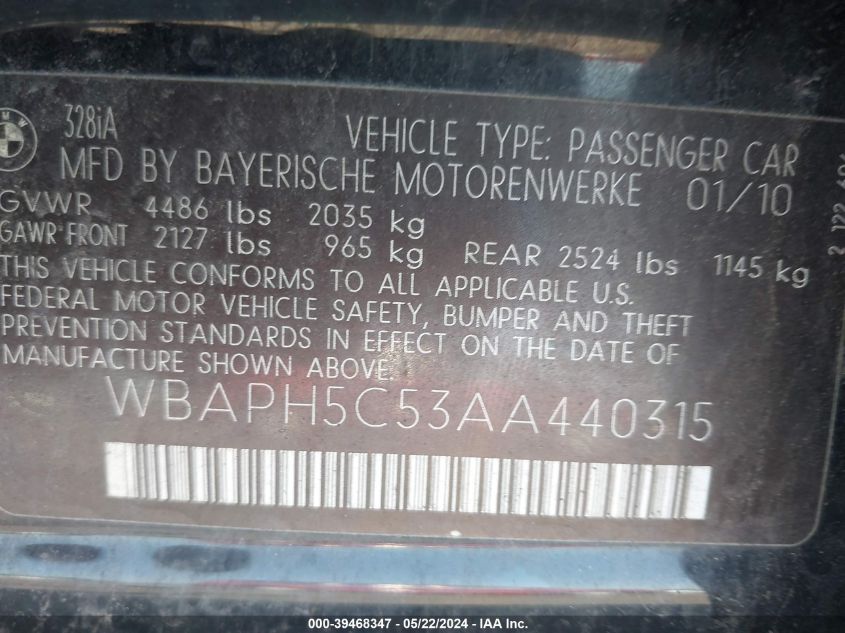 BMW
328iA
VEHICLE TYPE: PASSENGER CAR
MFD BY BAYERISCHE MOTORENWERKE 01/10
GVWR 4486 lbs 2035 kg
GAWR FRONT 2127 lbs 965 kg REAR 2524 lbs 1145 kg
THIS VEHICLE CONFORMS TO ALL APPLICABLE U.S.
FEDERAL MOTOR VEHICLE SAFETY, BUMPER AND THEFT
PREVENTION STANDARDS IN EFFECT ON THE DATE OF
MANUFACTURE SHOWN ABOVE.
WBAPH5C53AA440315
2 122
000-39468347 / 05/22/2024 / IAA Inc.